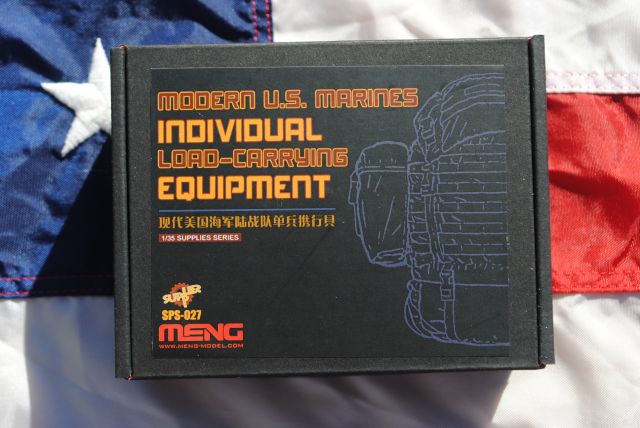 MODERN U.S. MARINES
INDIVIDUAL
LOAD-CARRYING
EQUIPMENT
现代美国海军陆战队单兵携行具
1/35 SUPPLIES SERIES
SPS-027
MENG
WWW.MENG-MODEL.COM